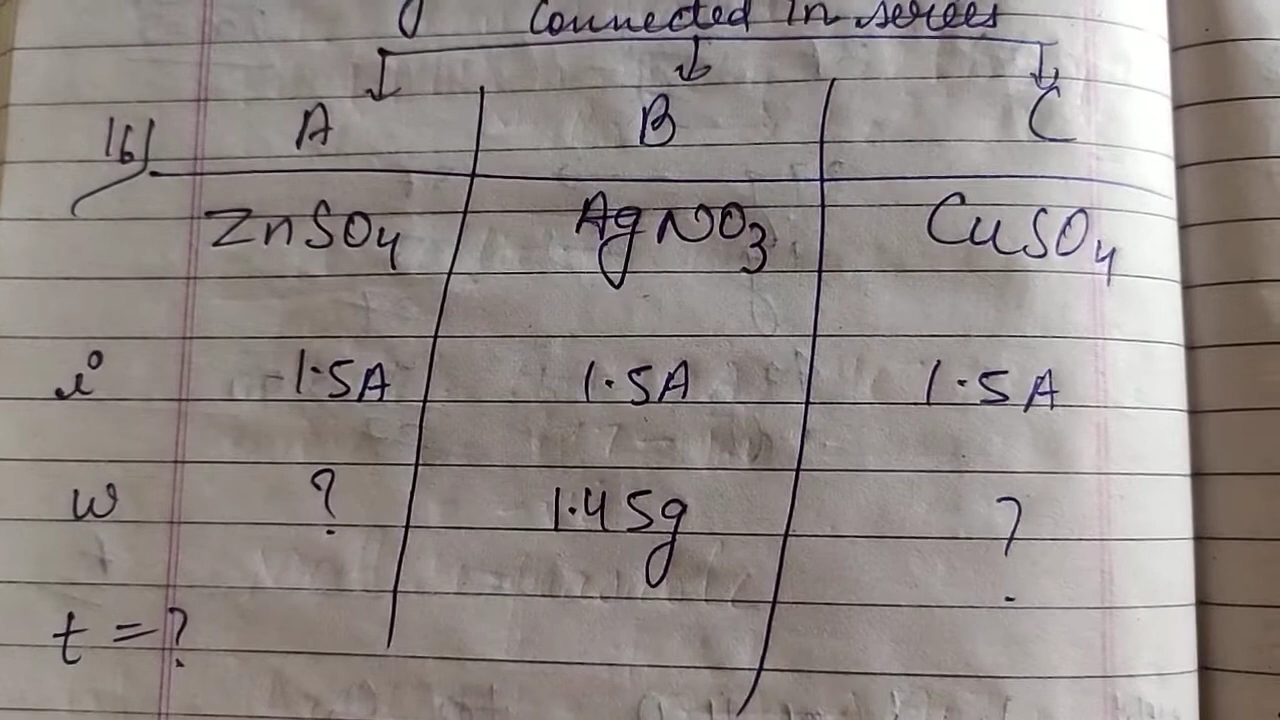 Connected in series
A B C
16)
ZnSO4 AgNO3 CuSO4
i 1.5A 1.5A 1.5A
w ? 1.45g ?
t = ?